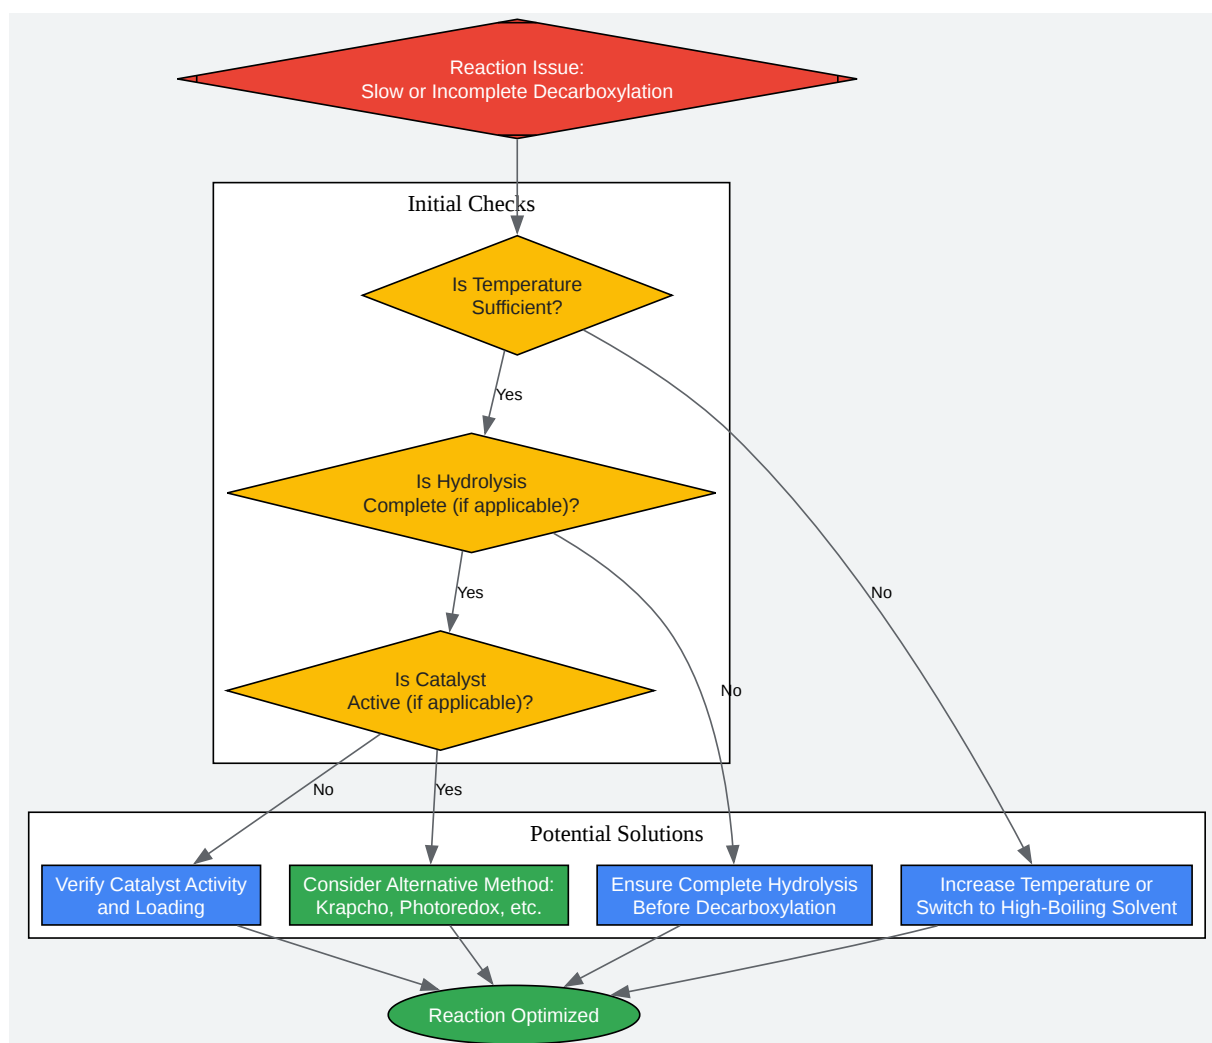 Reaction Issue:
Slow or Incomplete Decarboxylation
Initial Checks
Is Temperature
Sufficient?
Yes
Is Hydrolysis
Complete (if applicable)?
Yes
No
Is Catalyst
Active (if applicable)?
No
No
Yes
Potential Solutions
Verify Catalyst Activity
and Loading
Consider Alternative Method:
Krapcho, Photoredox, etc.
Ensure Complete Hydrolysis
Before Decarboxylation
Increase Temperature or
Switch to High-Boiling Solvent
Reaction Optimized